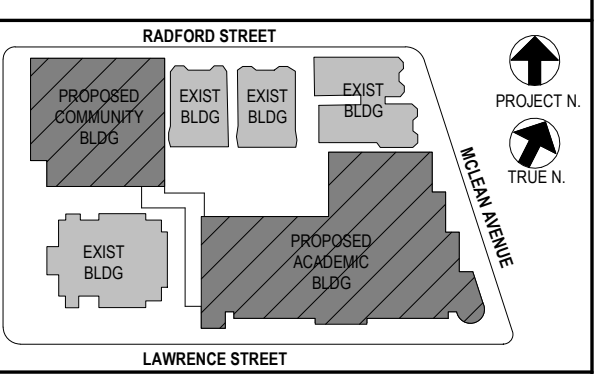 RADFORD STREET
PROPOSED
COMMUNITY
BLDG
EXIST
BLDG
EXIST
BLDG
EXIST
BLDG
PROJECT N.
TRUE N.
MCLEAN AVENUE
EXIST
BLDG
PROPOSED
ACADEMIC
BLDG
LAWRENCE STREET